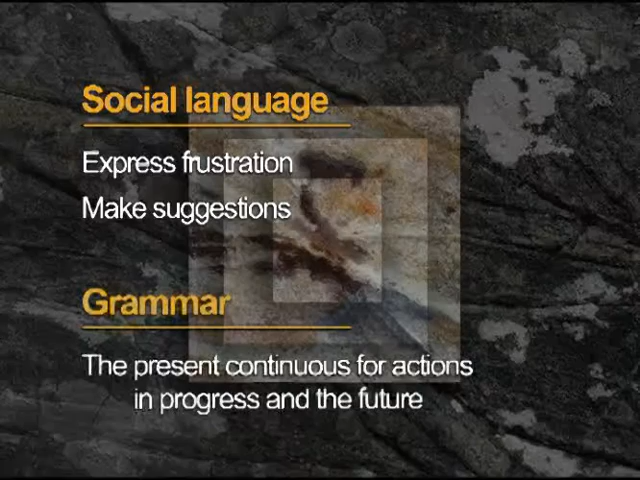 Social language
Express frustration
Make suggestions
Grammar
The present continuous for actions
in progress and the future